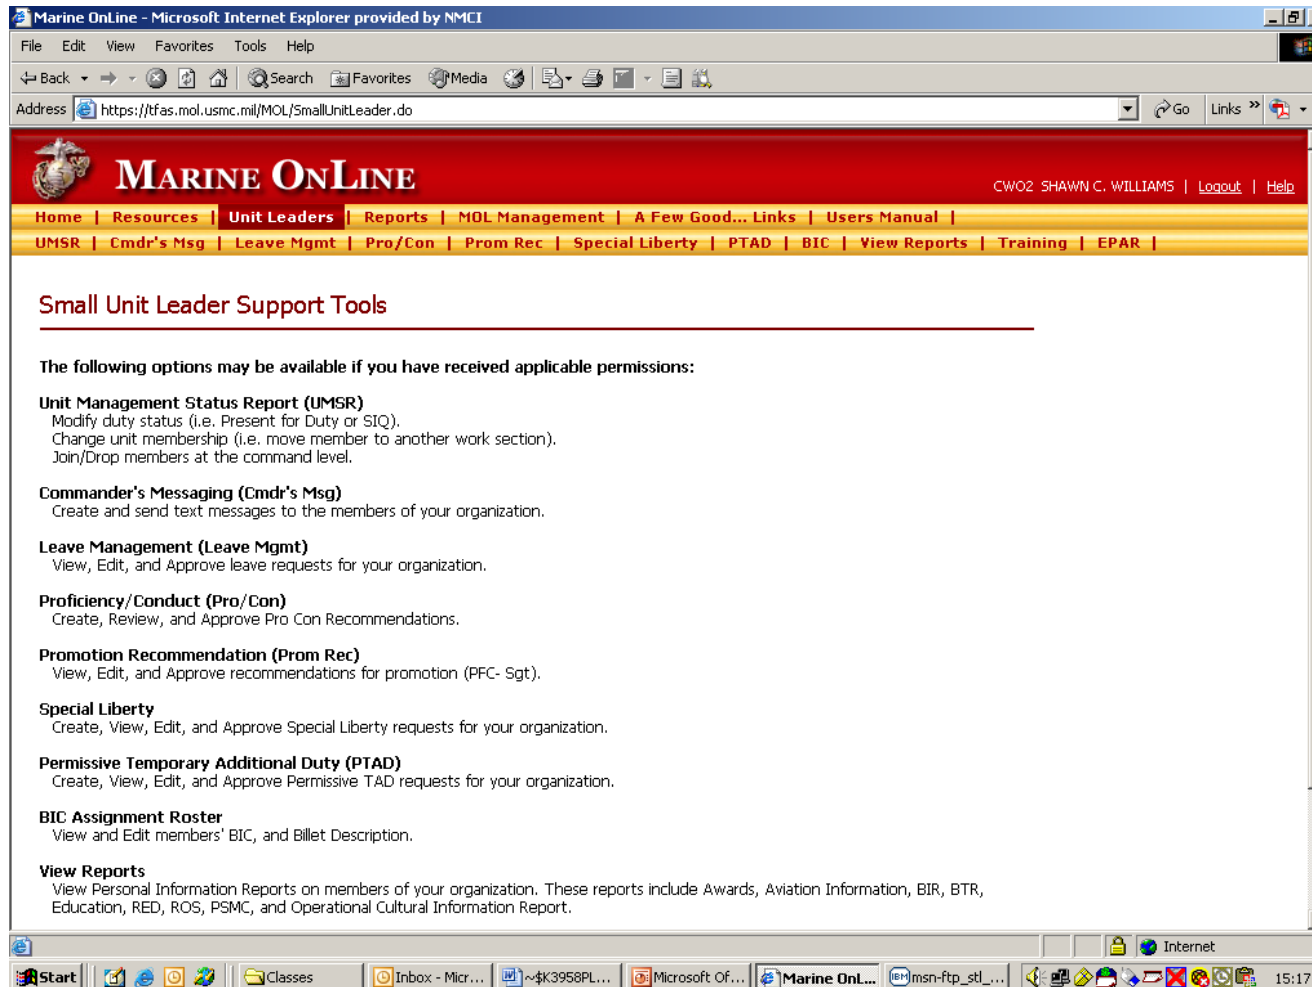 Marine OnLine - Microsoft Internet Explorer provided by NMCI
File Edit View Favorites Tools Help
Back Search Favorites Media
Address https://tfas.mol.usmc.mil/MOL/SmallUnitLeader.do Go Links »
MARINE ONLINE
CWO2 SHAWN C. WILLIAMS | Logout | Help
Home | Resources | Unit Leaders | Reports | MOL Management | A Few Good... Links | Users Manual |
UMSR | Cmdr's Msg | Leave Mgmt | Pro/Con | Prom Rec | Special Liberty | PTAD | BIC | View Reports | Training | EPAR |
Small Unit Leader Support Tools
The following options may be available if you have received applicable permissions:
Unit Management Status Report (UMSR)
Modify duty status (i.e. Present for Duty or SIQ).
Change unit membership (i.e. move member to another work section).
Join/Drop members at the command level.
Commander's Messaging (Cmdr's Msg)
Create and send text messages to the members of your organization.
Leave Management (Leave Mgmt)
View, Edit, and Approve leave requests for your organization.
Proficiency/Conduct (Pro/Con)
Create, Review, and Approve Pro Con Recommendations.
Promotion Recommendation (Prom Rec)
View, Edit, and Approve recommendations for promotion (PFC- Sgt).
Special Liberty
Create, View, Edit, and Approve Special Liberty requests for your organization.
Permissive Temporary Additional Duty (PTAD)
Create, View, Edit, and Approve Permissive TAD requests for your organization.
BIC Assignment Roster
View and Edit members' BIC, and Billet Description.
View Reports
View Personal Information Reports on members of your organization. These reports include Awards, Aviation Information, BIR, BTR,
Education, RED, ROS, PSMC, and Operational Cultural Information Report.
Internet
Start Classes Inbox - Micr... ~$K3958PL... Microsoft Of... Marine OnL... msn-ftp_stl_... 15:17